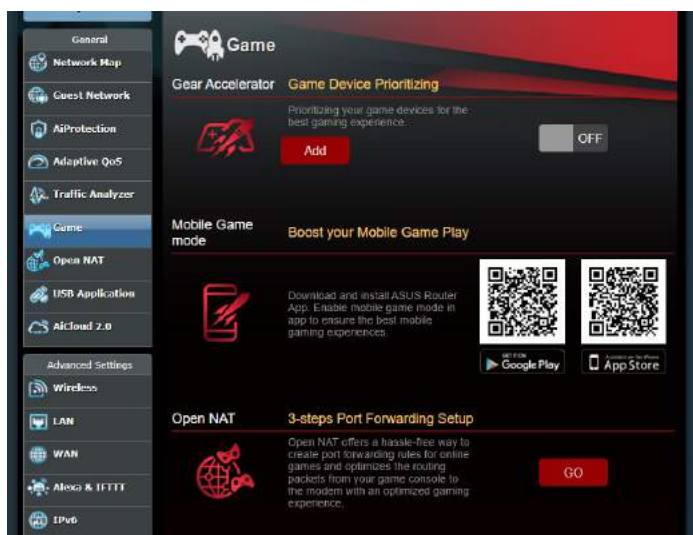 General
Network Map
Guest Network
AiProtection
Adaptive QoS
Traffic Analyzer
Game
Open NAT
USB Application
AiCloud 2.0
Advanced Settings
Wireless
LAN
WAN
Alexa & IFTTT
IPv6
Game
Gear Accelerator
Game Device Prioritizing
Prioritizing your game devices for the
best gaming experience.
Add
OFF
Mobile Game
mode
Boost your Mobile Game Play
Download and install ASUS Router
App. Enable mobile game mode in
app to ensure the best mobile
gaming experiences.
GET IT ON
Google Play
App Store
Open NAT
3-steps Port Forwarding Setup
Open NAT offers a hassle-free way to
create port forwarding rules for online
games and optimizes the routing
packets from your game console to
the modem with an optimized gaming
experience.
GO